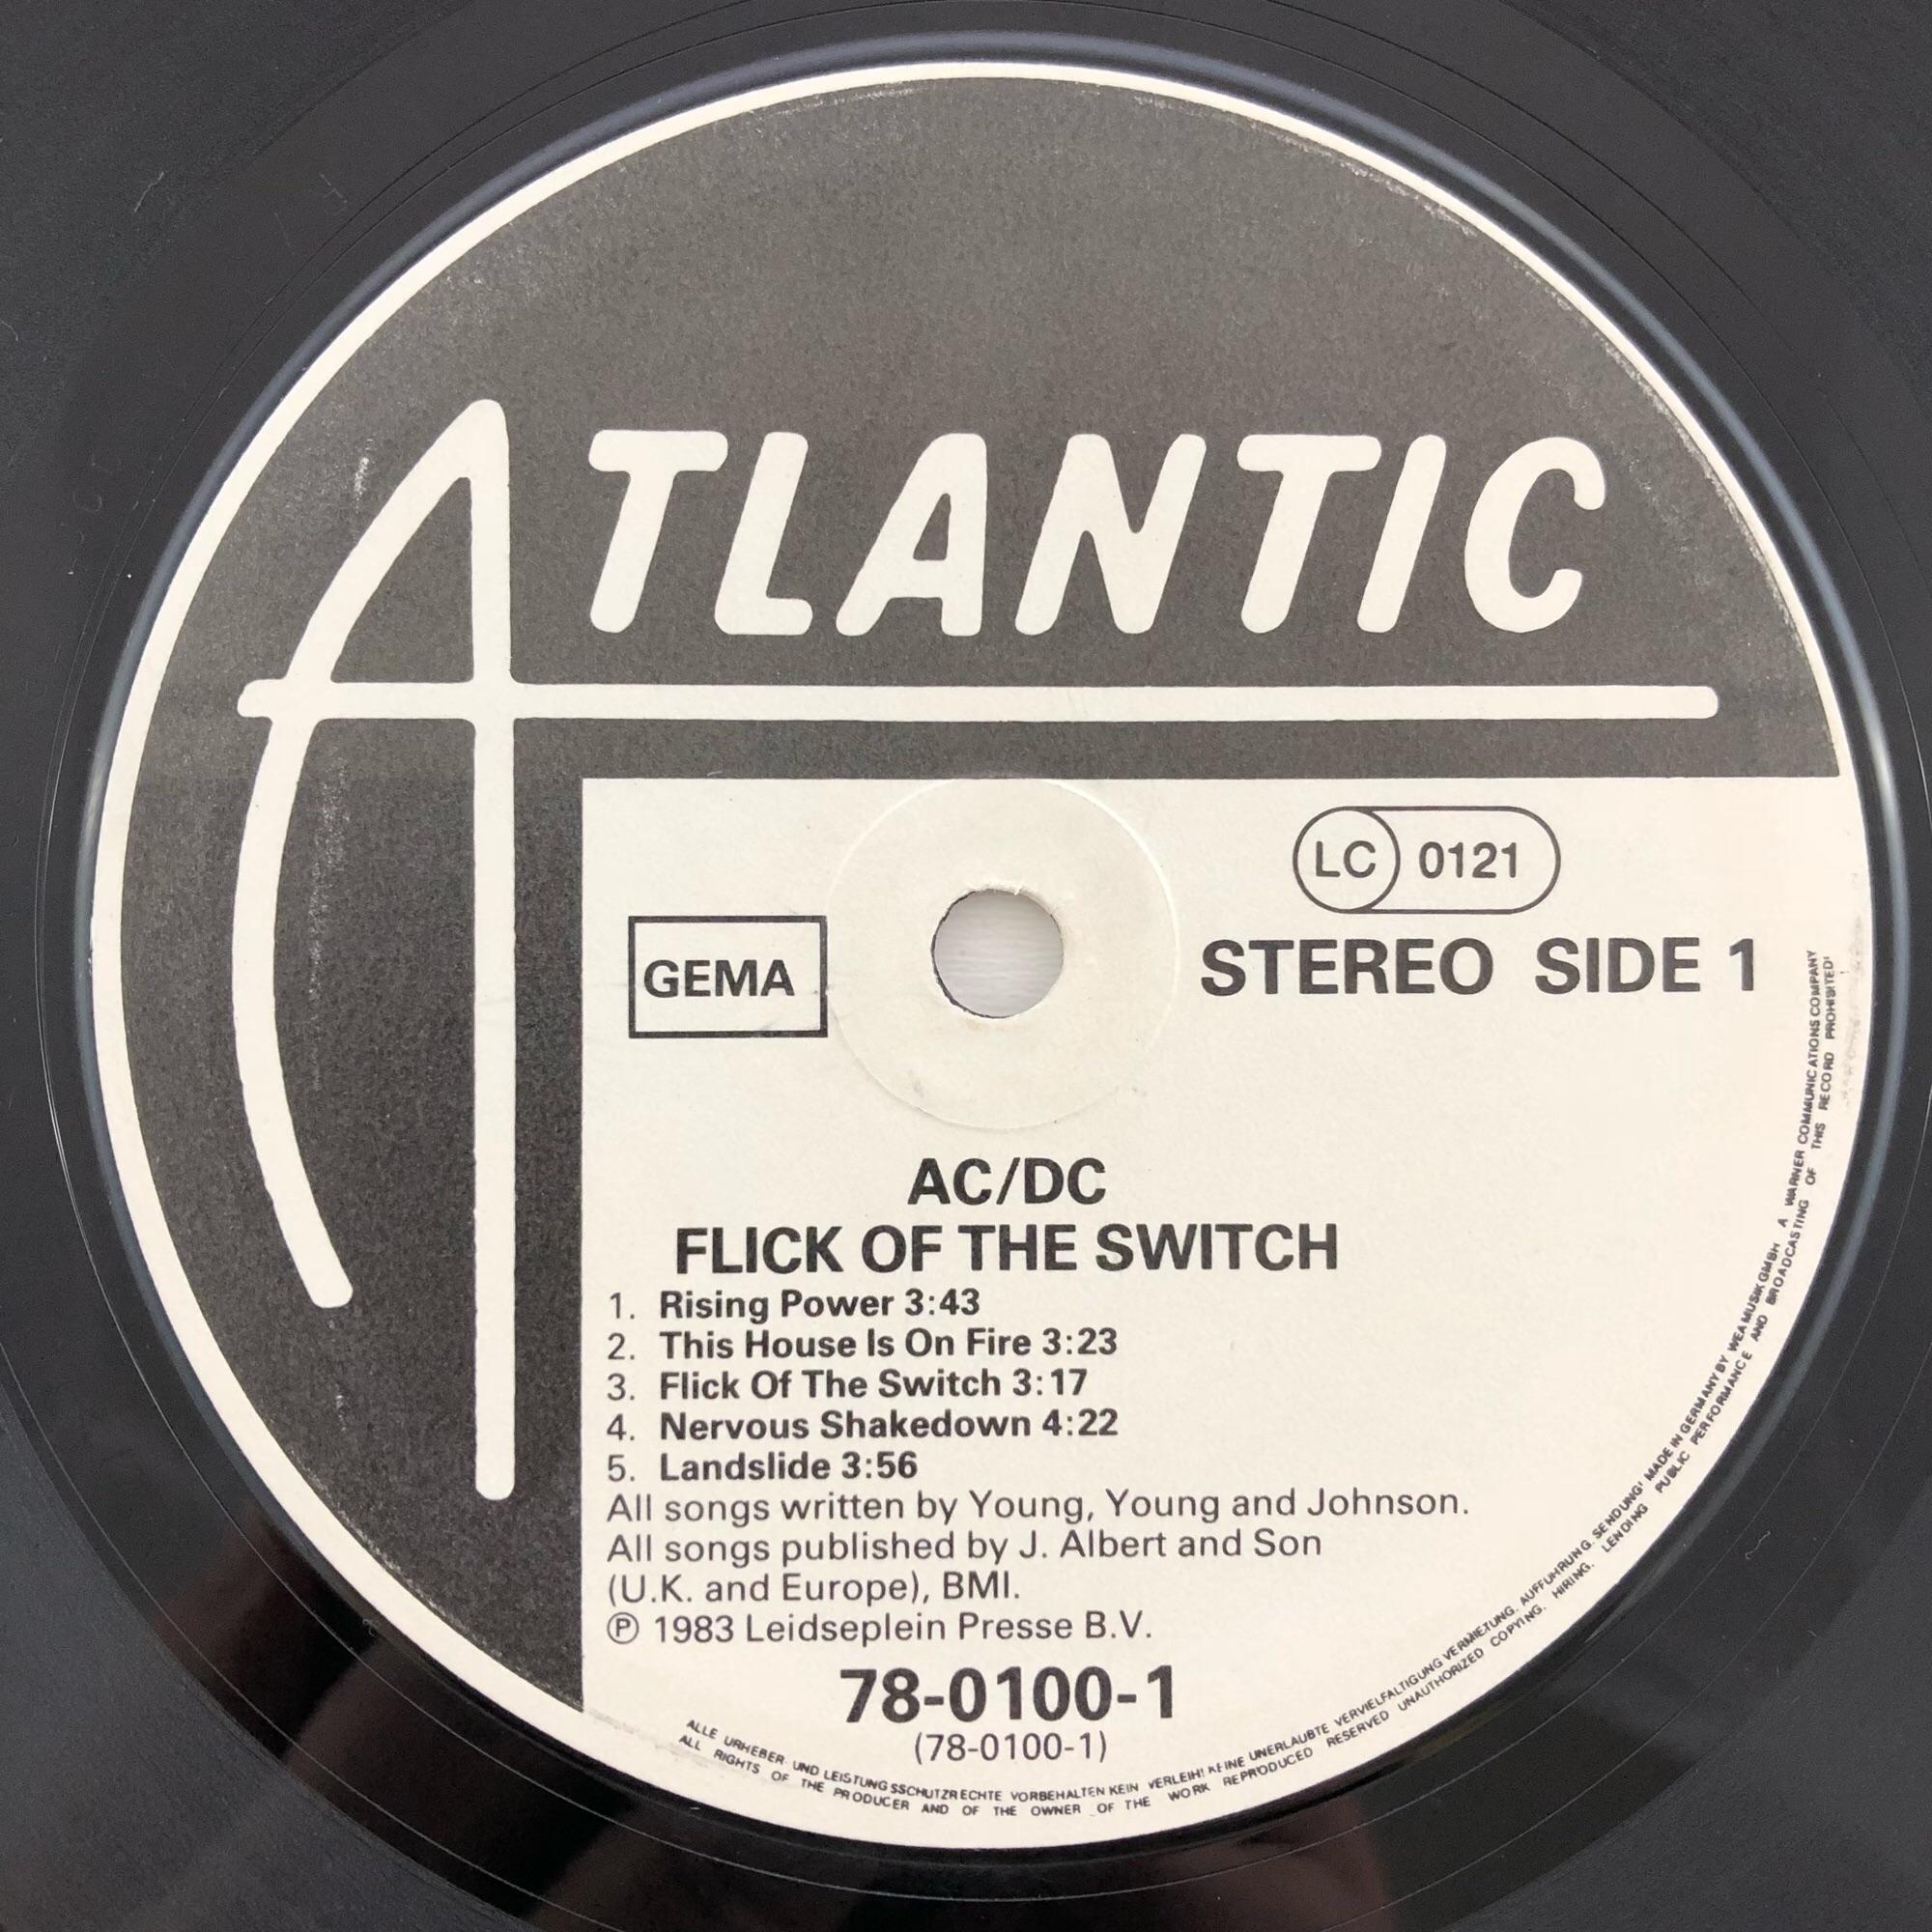 ATLANTIC
LC 0121
GEMA
STEREO SIDE 1
AC/DC
FLICK OF THE SWITCH
1. Rising Power 3:43
2. This House Is On Fire 3:23
3. Flick Of The Switch 3:17
4. Nervous Shakedown 4:22
5. Landslide 3:56
All songs written by Young, Young and Johnson.
All songs published by J. Albert and Son
(U.K. and Europe), BMI.
℗ 1983 Leidseplein Presse B.V.
78-0100-1
(78-0100-1)
ALLE URHEBER UND LEISTUNGSSCHUTZRECHTE VORBEHALTEN KEIN VERLEIH! KEINE UNERLAUBTE VERVIELFALTIGUNG VERMIETUNG. AUFFUHRUNG. SENDUNG! MADE IN GERMANY BY WEA MUSIK GMBH A WARNER COMMUNICATIONS COMPANY
ALL RIGHTS OF THE PRODUCER AND OF THE OWNER OF THE WORK REPRODUCED RESERVED UNAUTHORIZED COPYING. HIRING. LENDING PUBLIC PERFORMANCE AND BROADCASTING OF THIS RECORD PROHIBITED!